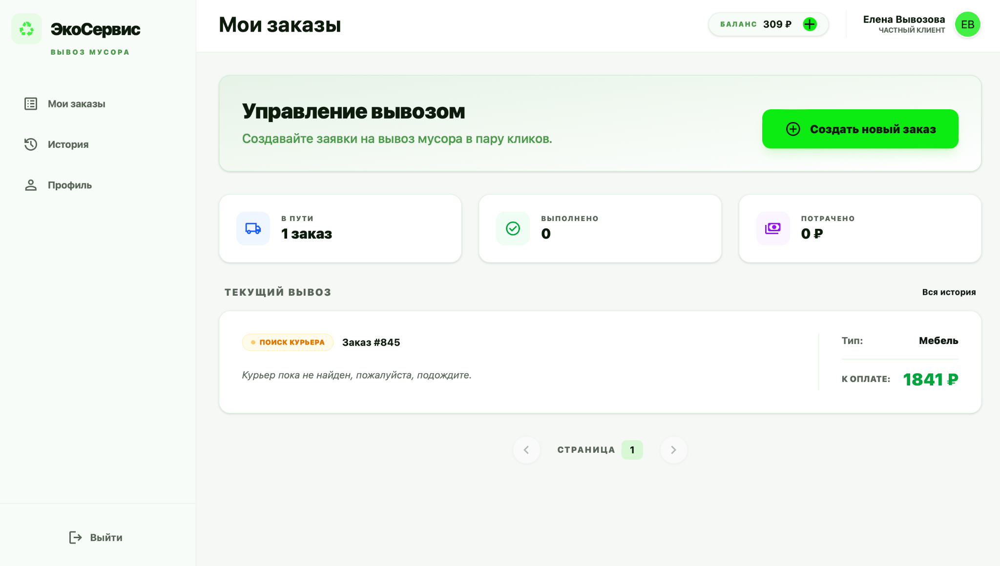 ЭкоСервис
ВЫВОЗ МУСОРА
Мои заказы
История
Профиль
Выйти
Мои заказы
БАЛАНС 309 ₽
Елена Вывозова
ЧАСТНЫЙ КЛИЕНТ
ЕВ
Управление вывозом
Создавайте заявки на вывоз мусора в пару кликов.
Создать новый заказ
В ПУТИ
1 заказ
ВЫПОЛНЕНО
0
ПОТРАЧЕНО
0 ₽
ТЕКУЩИЙ ВЫВОЗ
Вся история
ПОИСК КУРЬЕРА Заказ #845
Курьер пока не найден, пожалуйста, подождите.
Тип: Мебель
К ОПЛАТЕ: 1841 ₽
СТРАНИЦА 1